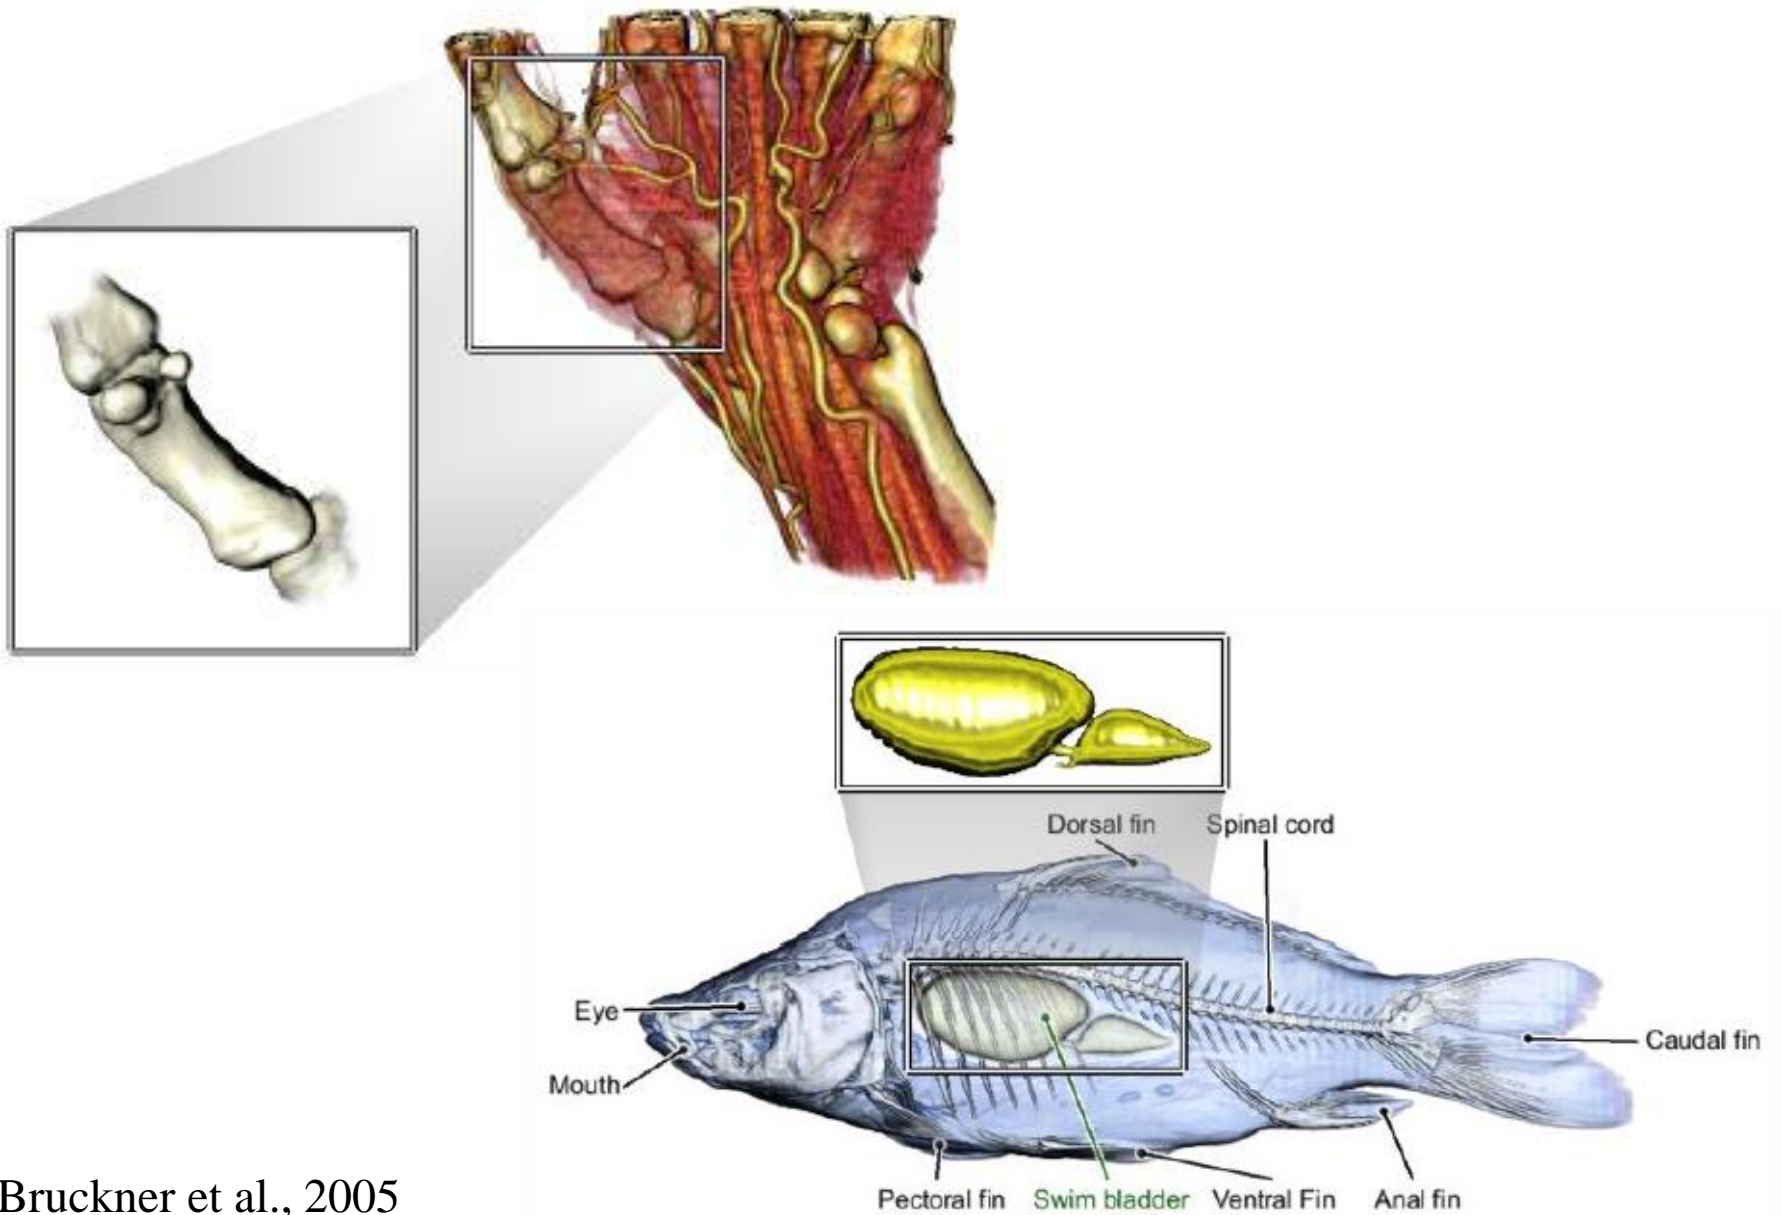 Dorsal fin
Spinal cord
Eye
Caudal fin
Mouth
Pectoral fin
Swim bladder
Ventral Fin
Anal fin
Bruckner et al., 2005